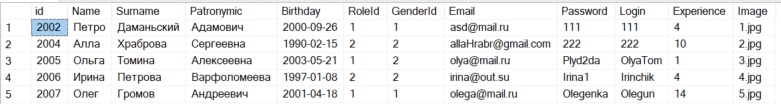 id Name Surname Patronymic Birthday RoleId GenderId Email Password Login Experience Image
1 2002 Петро Даманьский Адамович 2000-09-26 1 1 asd@mail.ru 111 111 4 1.jpg
2 2004 Алла Храброва Сергеевна 1990-02-15 2 2 allaHrabr@gmail.com 222 222 10 2.jpg
3 2005 Ольга Томина Алексеевна 2003-05-21 1 2 olya@mail.ru Plyd2da OlyaTom 1 3.jpg
4 2006 Ирина Петрова Варфоломеева 1997-01-08 2 2 irina@out.su Irina1 Irinchik 4 4.jpg
5 2007 Олег Громов Андреевич 2001-04-18 1 1 olega@mail.ru Olegenka Olegun 14 5.jpg